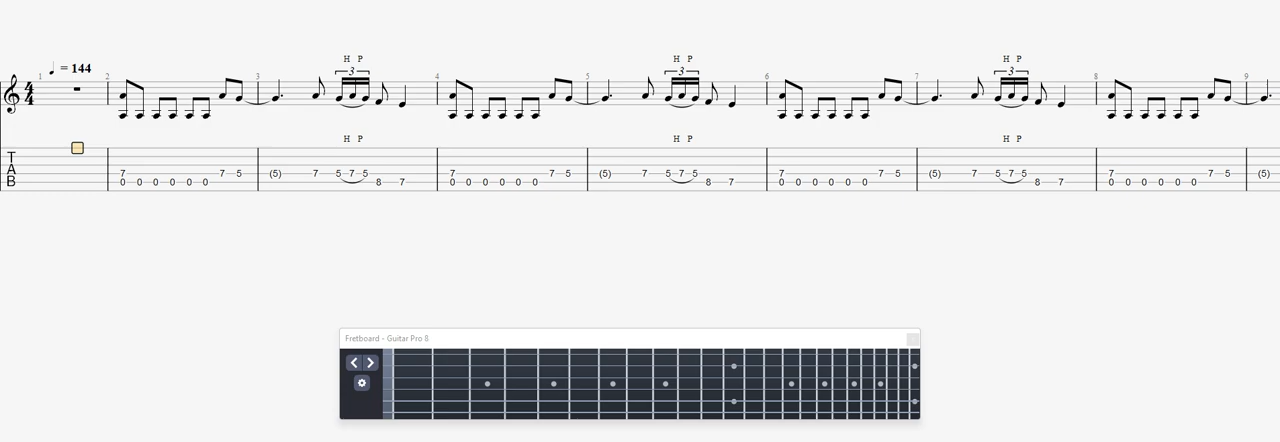 1 ♩ = 144 2 3 4 5 6 7 8 9
H P H P H P
3 3 3
4
4
H P H P H P
T
A 7 7 5 (5) 7 5 7 5 7 7 5 (5) 7 5 7 5 7 7 5 (5) 7 5 7 5 7 7 5 (5)
B 0 0 0 0 0 0 8 7 0 0 0 0 0 0 8 7 0 0 0 0 0 0 8 7 0 0 0 0 0 0
Fretboard - Guitar Pro 8